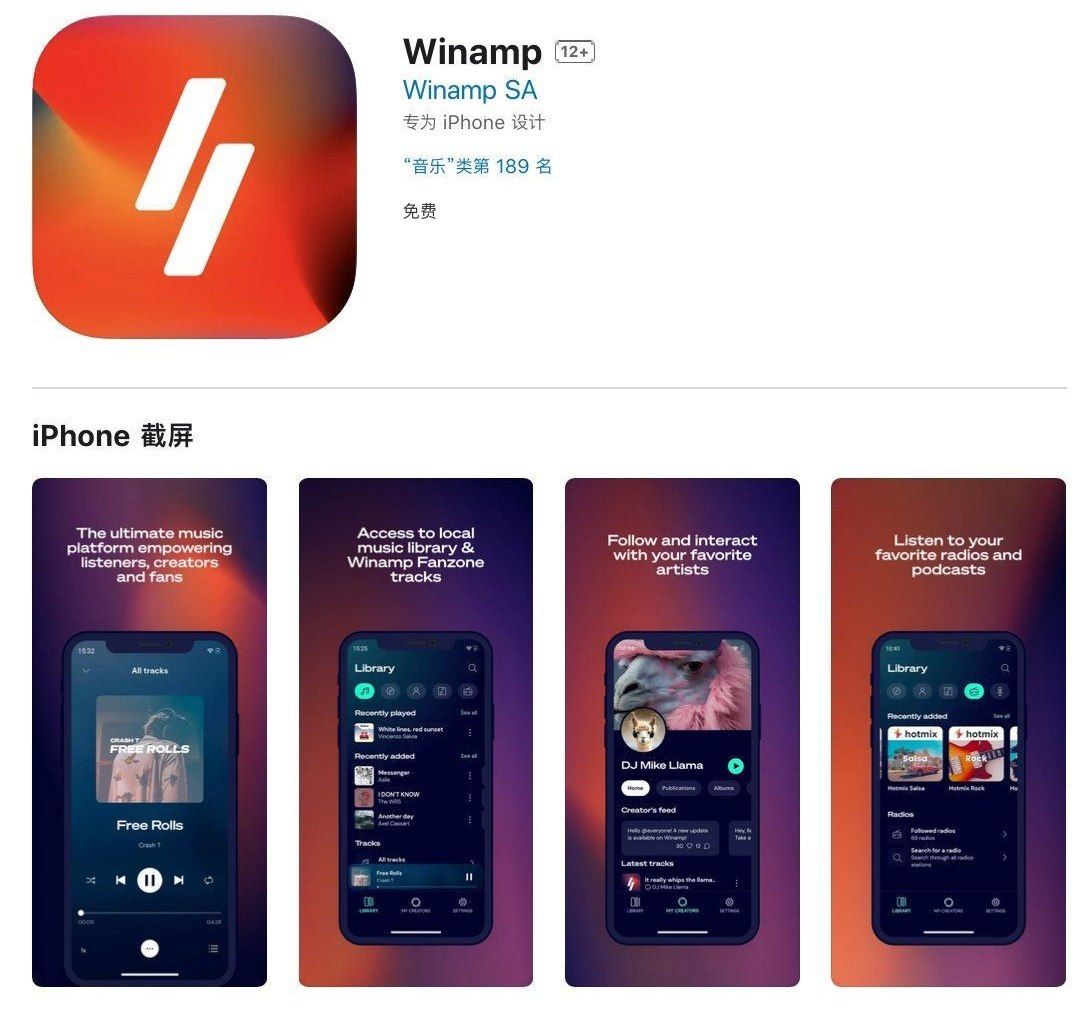 Winamp 12+
Winamp SA
专为 iPhone 设计
“音乐”类第 189 名
免费
iPhone 截屏
The ultimate music
platform empowering
listeners, creators
and fans
15:32
All tracks
CRASH T
FREE ROLLS
Free Rolls
Crash T
00:05
04:28
1x
Access to local
music library &
Winamp Fanzone
tracks
15:25
Library
Recently played
See all
White lines, red sunset
Vincenzo Salvia
Recently added
See all
Messenger
I DON'T KNOW
The WRS
Another day
Axel Cassart
Tracks
All tracks
Free Rolls
Crash T
LIBRARY
MY CREATORS
SETTINGS
Follow and interact
with your favorite
artists
DJ Mike Llama
Home
Publications
Albums
Creator's feed
Hello @everyone! A new update
is available on Winamp!
30
12
Hey, ll
Take a
Latest tracks
It really whips the llama...
DJ Mike Llama
LIBRARY
MY CREATORS
SETTINGS
Listen to your
favorite radios and
podcasts
10:41
Library
Recently added
See all
hotmix
Salsa
hotmix
Rock
Hotmix Salsa
Hotmix Rock
Ho
Radios
Followed radios
69 radios
Search for a radio
Search through all radios
stations
LIBRARY
MY CREATORS
SETTINGS